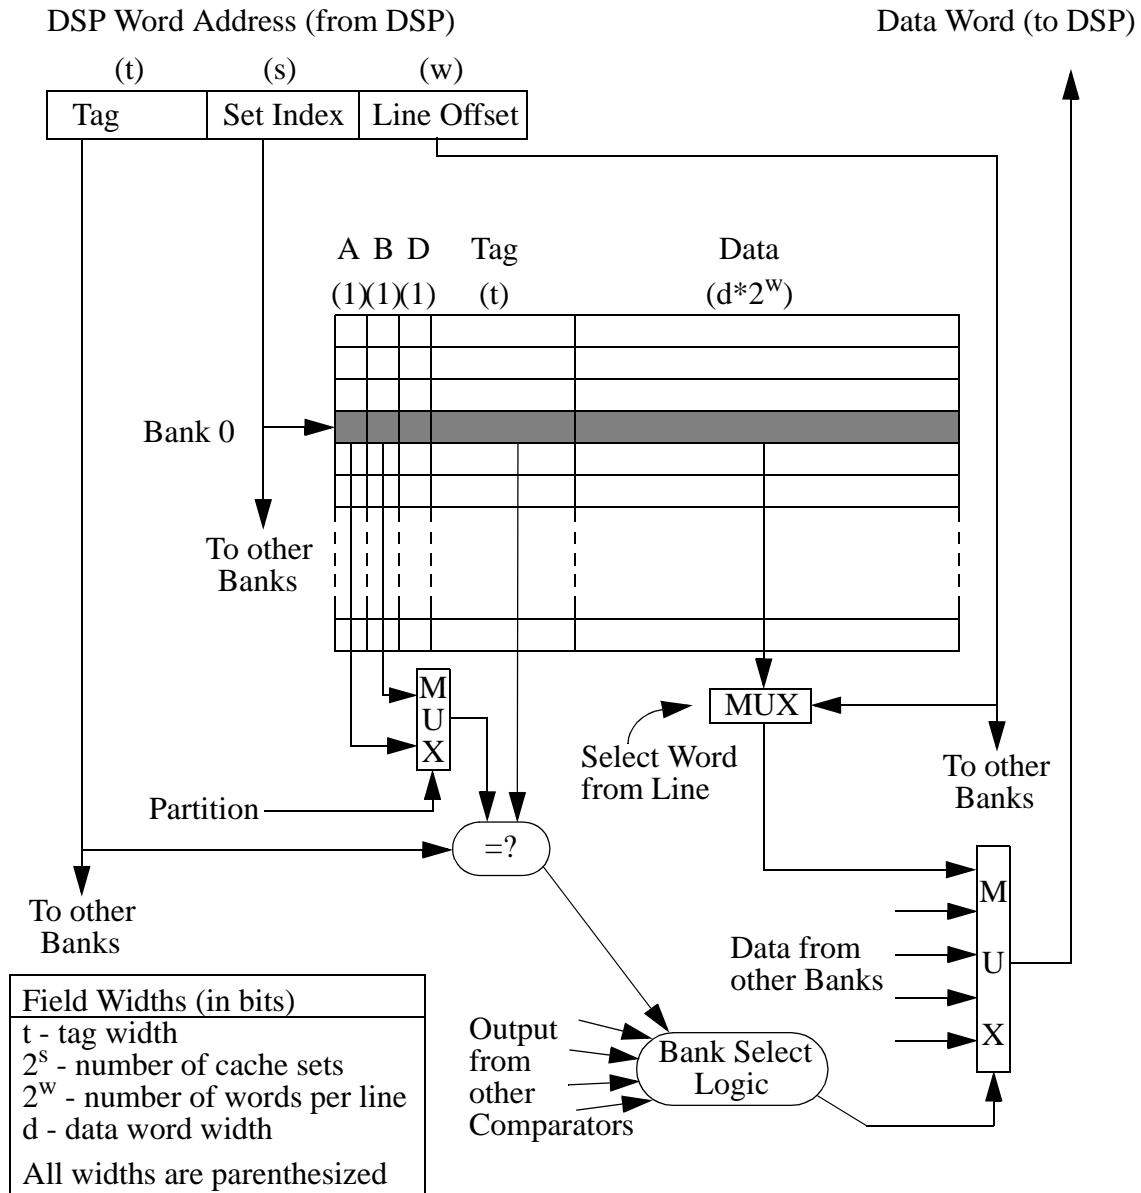 DSP Word Address (from DSP)
Data Word (to DSP)
(t) (s) (w)
Tag Set Index Line Offset
A B D Tag Data
(1)(1)(1) (t) (d*2^w)
Bank 0
To other
Banks
MUX
MUX
Select Word
from Line
To other
Banks
Partition
=?
To other
Banks
MUX
Data from
other Banks
Field Widths (in bits)
t - tag width
2^s - number of cache sets
2^w - number of words per line
d - data word width
All widths are parenthesized
Output
from
other
Comparators
Bank Select
Logic